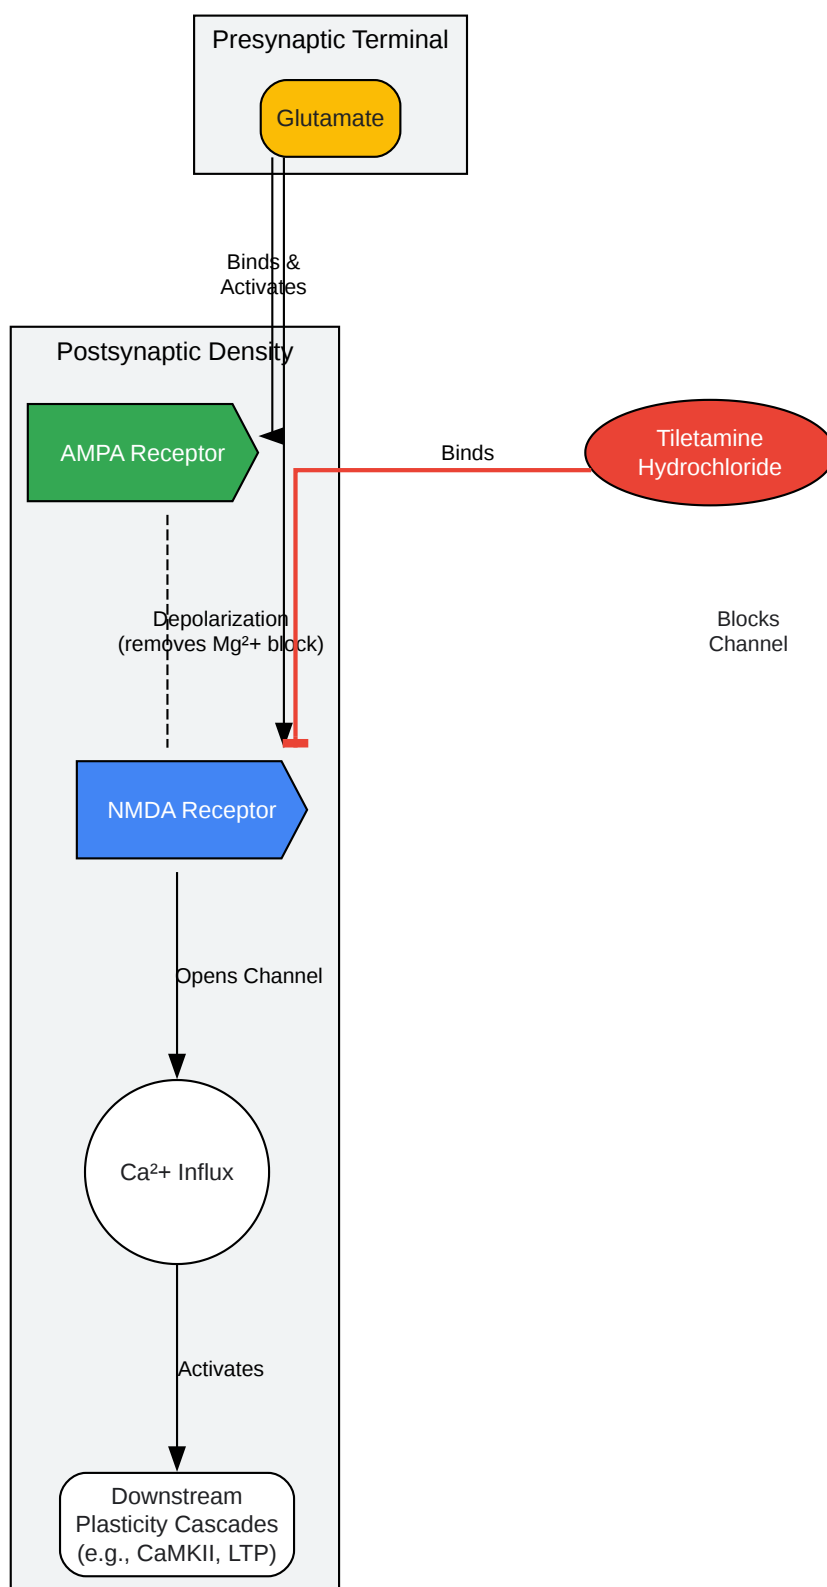 Presynaptic Terminal
Glutamate
Binds &
Activates
Postsynaptic Density
AMPA Receptor
Binds
Tiletamine
Hydrochloride
Depolarization
(removes Mg²+ block)
Blocks
Channel
NMDA Receptor
Opens Channel
Ca²+ Influx
Activates
Downstream
Plasticity Cascades
(e.g., CaMKII, LTP)